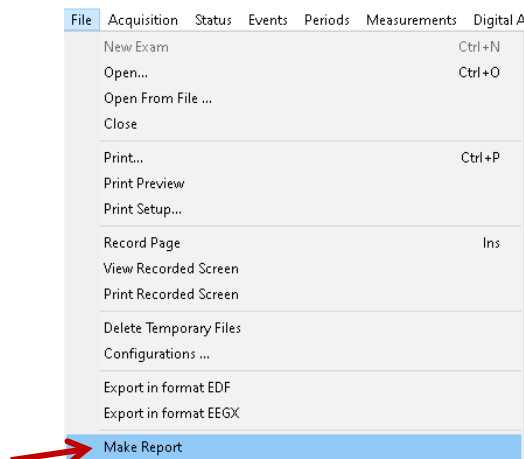 File Acquisition Status Events Periods Measurements Digital A
New Exam Ctrl+N
Open... Ctrl+O
Open From File ...
Close
Print... Ctrl+P
Print Preview
Print Setup...
Record Page Ins
View Recorded Screen
Print Recorded Screen
Delete Temporary Files
Configurations ...
Export in format EDF
Export in format EEGX
Make Report